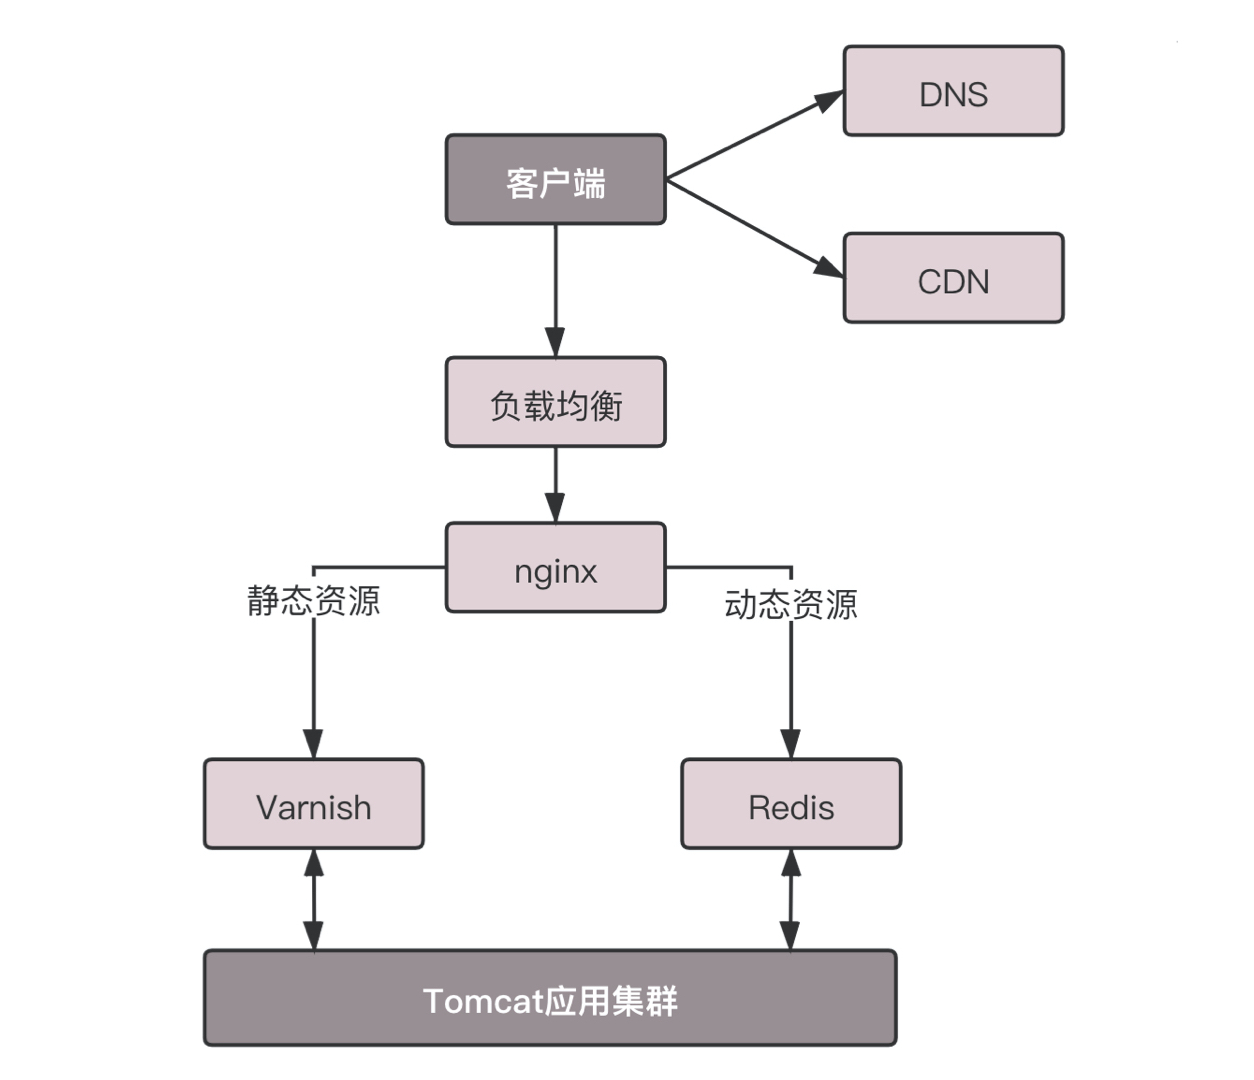 DNS
客户端
CDN
负载均衡
nginx
静态资源
动态资源
Varnish
Redis
Tomcat应用集群